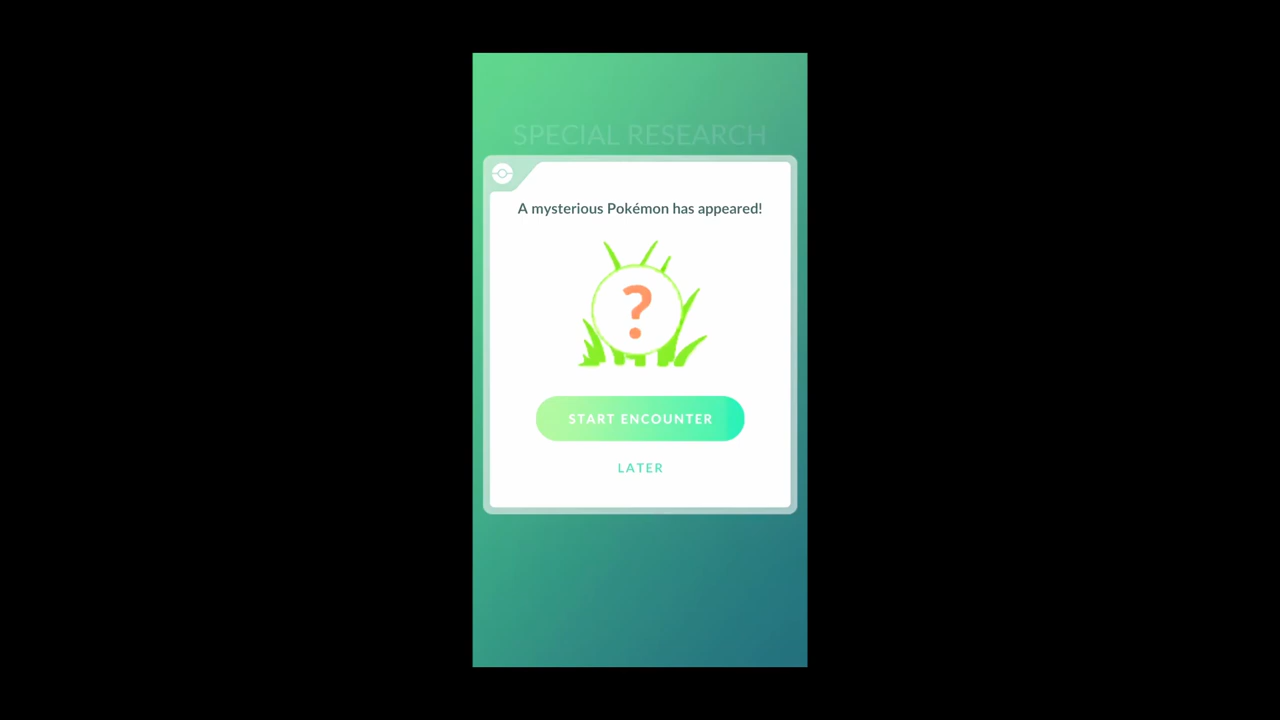 SPECIAL RESEARCH
A mysterious Pokémon has appeared!
?
START ENCOUNTER
LATER